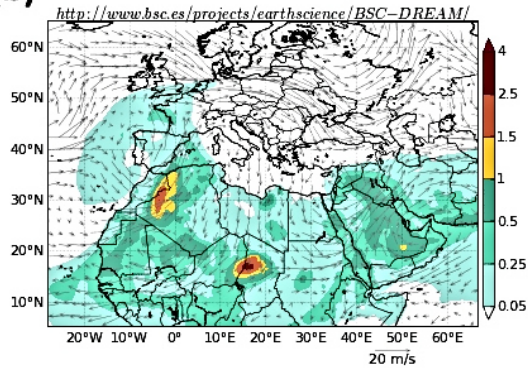 http://www.bsc.es/projects/earthscience/BSC−DREAM/
60°N
50°N
40°N
30°N
20°N
10°N
20°W 10°W 0° 10°E 20°E 30°E 40°E 50°E 60°E
20 m/s
4
2.5
1.5
1
0.5
0.25
0.05